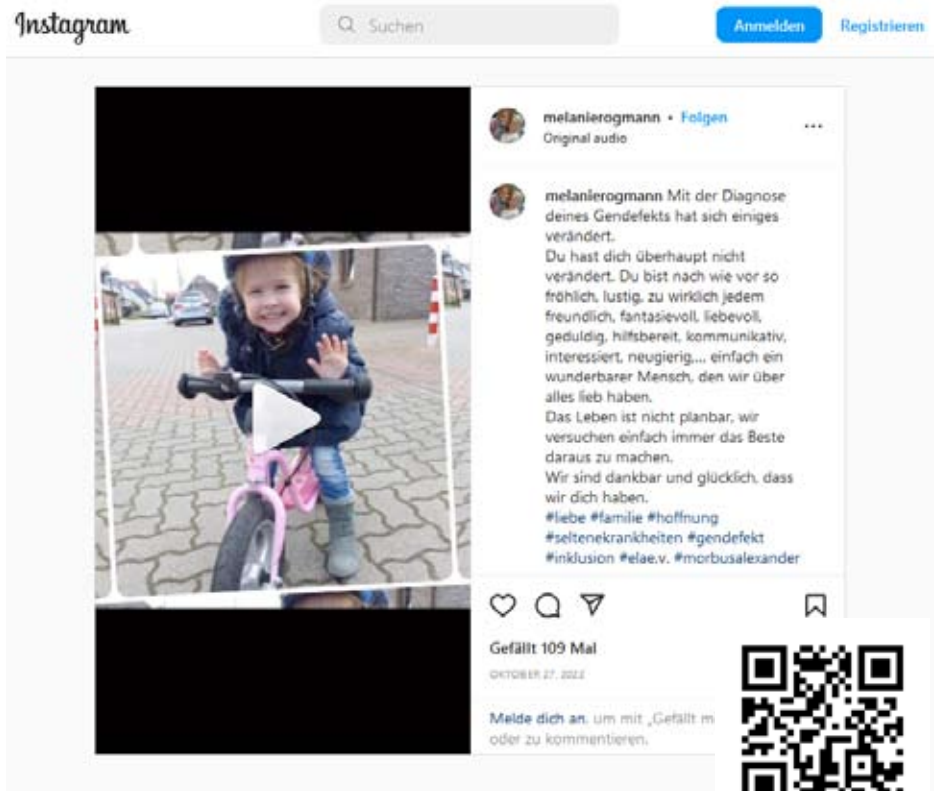 Instagram
Suchen
Anmelden
Registrieren
melanierogmann • Folgen
Original audio
melanierogmann Mit der Diagnose
deines Gendefekts hat sich einiges
verändert.
Du hast dich überhaupt nicht
verändert. Du bist nach wie vor so
fröhlich, lustig, zu wirklich jedem
freundlich, fantasievoll, liebevoll,
geduldig, hilfsbereit, kommunikativ,
interessiert, neugierig,... einfach ein
wunderbarer Mensch, den wir über
alles lieb haben.
Das Leben ist nicht planbar, wir
versuchen einfach immer das Beste
daraus zu machen.
Wir sind dankbar und glücklich, dass
wir dich haben.
#liebe #familie #hoffnung
#seltenekrankheiten #gendefekt
#inklusion #elae.v. #morbusalexander
Gefällt 109 Mal
OKTOBER 27, 2022
Melde dich an, um mit „Gefällt m
oder zu kommentieren.